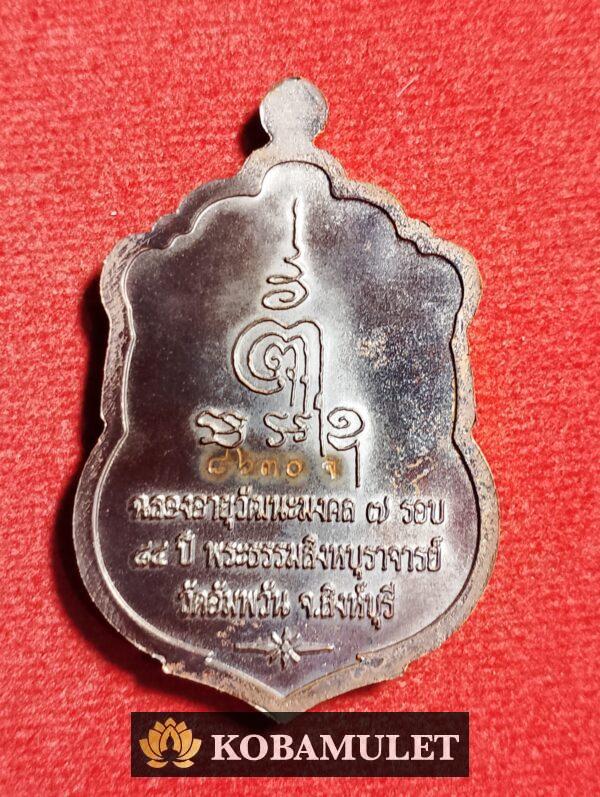 ๘๖๓๐ จ
ฉลองอายุวัฒนะมงคล ๗ รอบ
๘๔ ปี พระธรรมสิงหบุราจารย์
วัดอัมพวัน จ.สิงห์บุรี
KOBAMULET